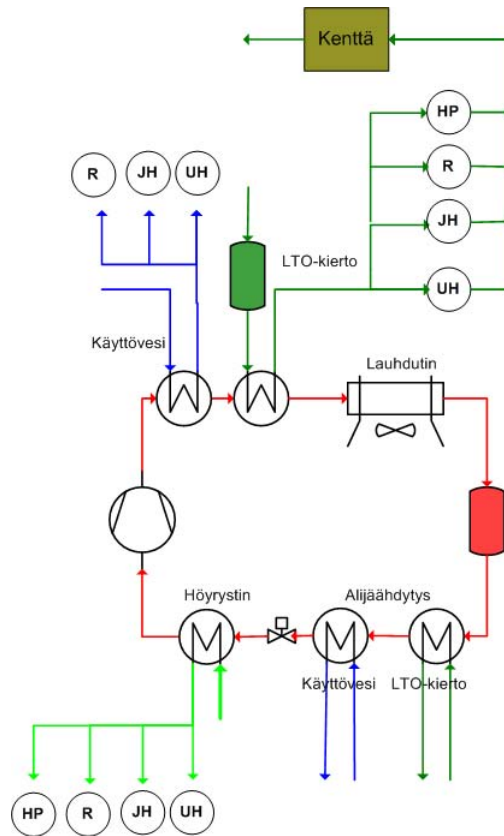 Kenttä
HP
R
JH
UH
R
JH
UH
LTO-kierto
Käyttövesi
Lauhdutin
Höyrystin
Alijäähdytys
Käyttövesi
LTO-kierto
HP
R
JH
UH